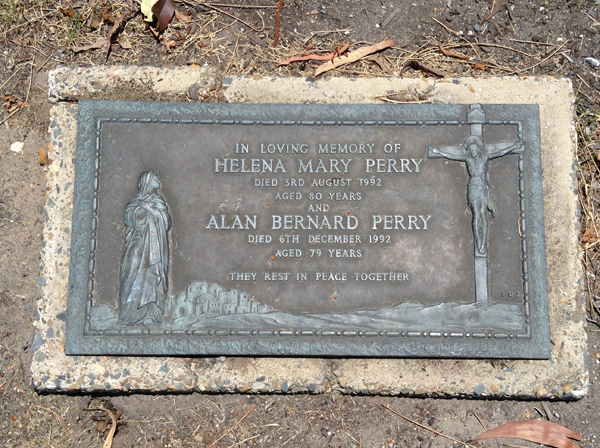 IN LOVING MEMORY OF
HELENA MARY PERRY
DIED 3RD AUGUST 1992
AGED 80 YEARS
AND
ALAN BERNARD PERRY
DIED 6TH DECEMBER 1992
AGED 79 YEARS
THEY REST IN PEACE TOGETHER